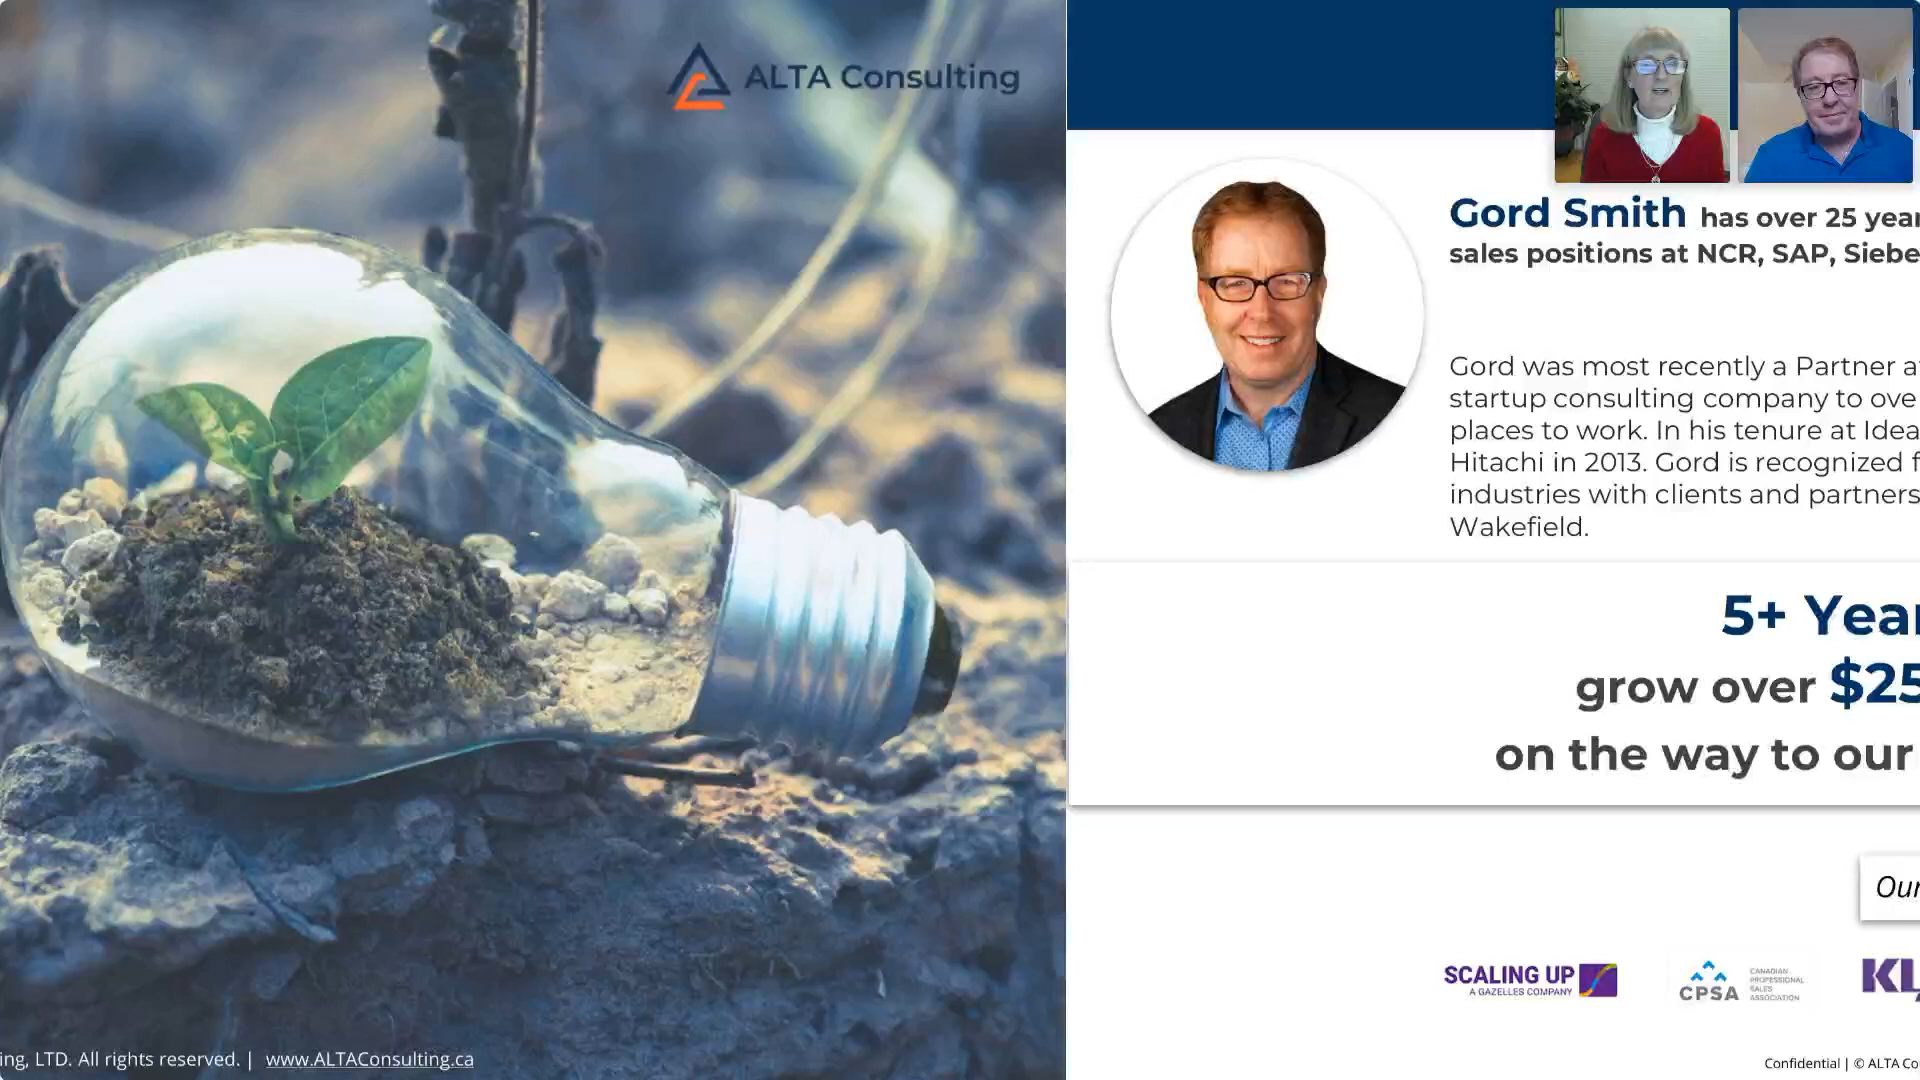 ALTA Consulting
Gord Smith has over 25 year
sales positions at NCR, SAP, Siebe
Gord was most recently a Partner a
startup consulting company to ove
places to work. In his tenure at Idea
Hitachi in 2013. Gord is recognized f
industries with clients and partners
Wakefield.
5+ Year
grow over $25
on the way to our
Our
SCALING UP
A GAZELLES COMPANY
CPSA
CANADIAN
PROFESSIONAL
SALES
ASSOCIATION
ing, LTD. All rights reserved. | www.ALTAConsulting.ca
Confidential | © ALTA Co